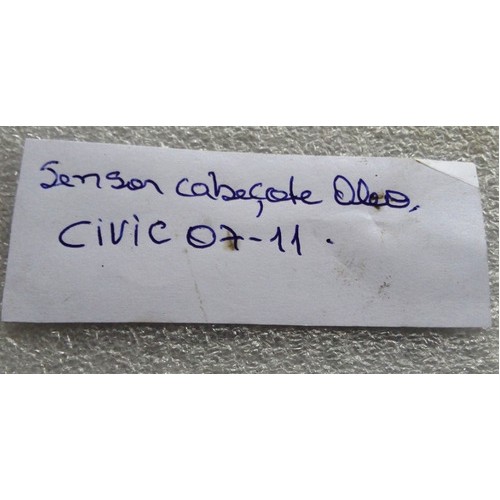 Sensor cabeçote Oleo,
CiVic 07-11.